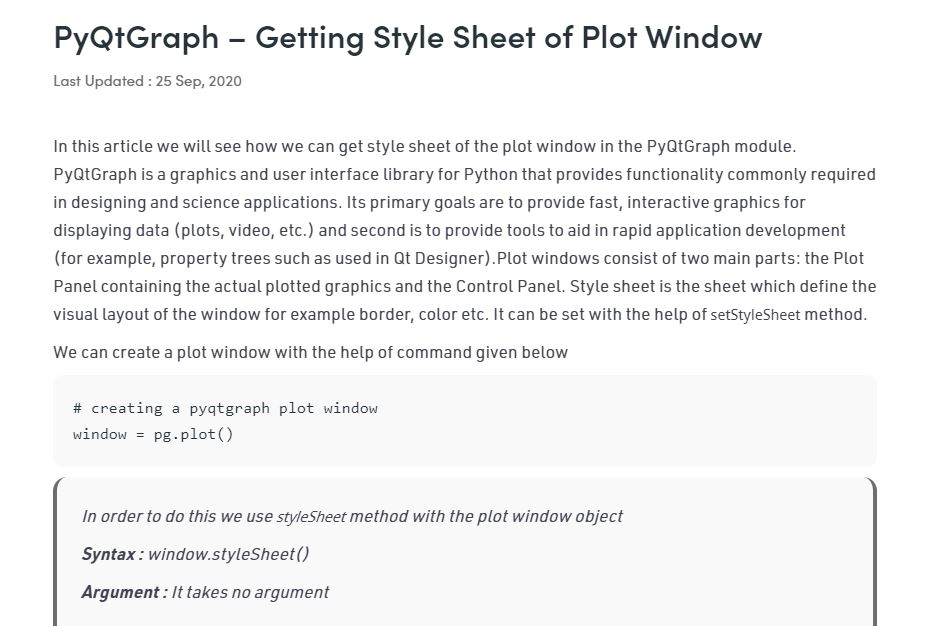 PyQtGraph – Getting Style Sheet of Plot Window
Last Updated : 25 Sep, 2020
In this article we will see how we can get style sheet of the plot window in the PyQtGraph module.
PyQtGraph is a graphics and user interface library for Python that provides functionality commonly required
in designing and science applications. Its primary goals are to provide fast, interactive graphics for
displaying data (plots, video, etc.) and second is to provide tools to aid in rapid application development
(for example, property trees such as used in Qt Designer).Plot windows consist of two main parts: the Plot
Panel containing the actual plotted graphics and the Control Panel. Style sheet is the sheet which define the
visual layout of the window for example border, color etc. It can be set with the help of setStyleSheet method.
We can create a plot window with the help of command given below
# creating a pyqtgraph plot window
window = pg.plot()
In order to do this we use styleSheet method with the plot window object
Syntax : window.styleSheet()
Argument : It takes no argument